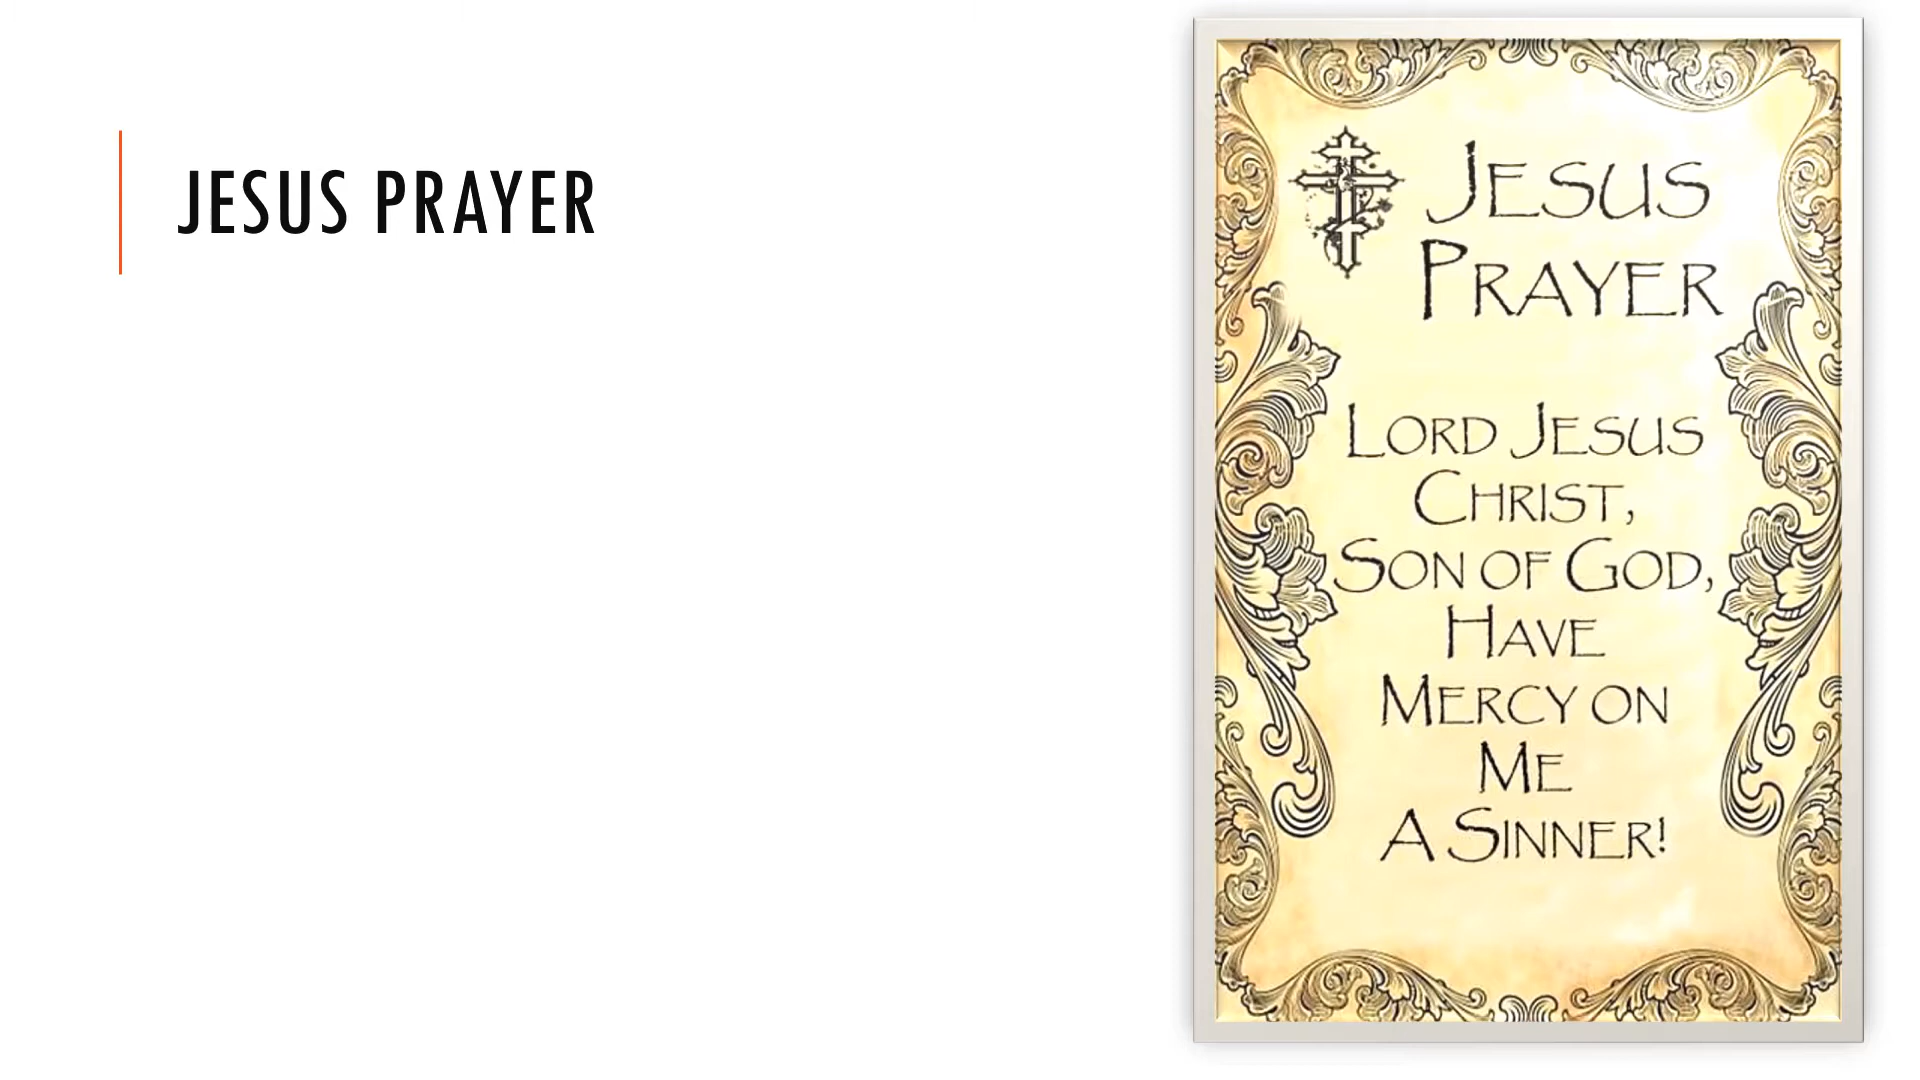 JESUS PRAYER
JESUS
PRAYER
LORD JESUS
CHRIST,
SON OF GOD,
HAVE
MERCY ON
ME
A SINNER!